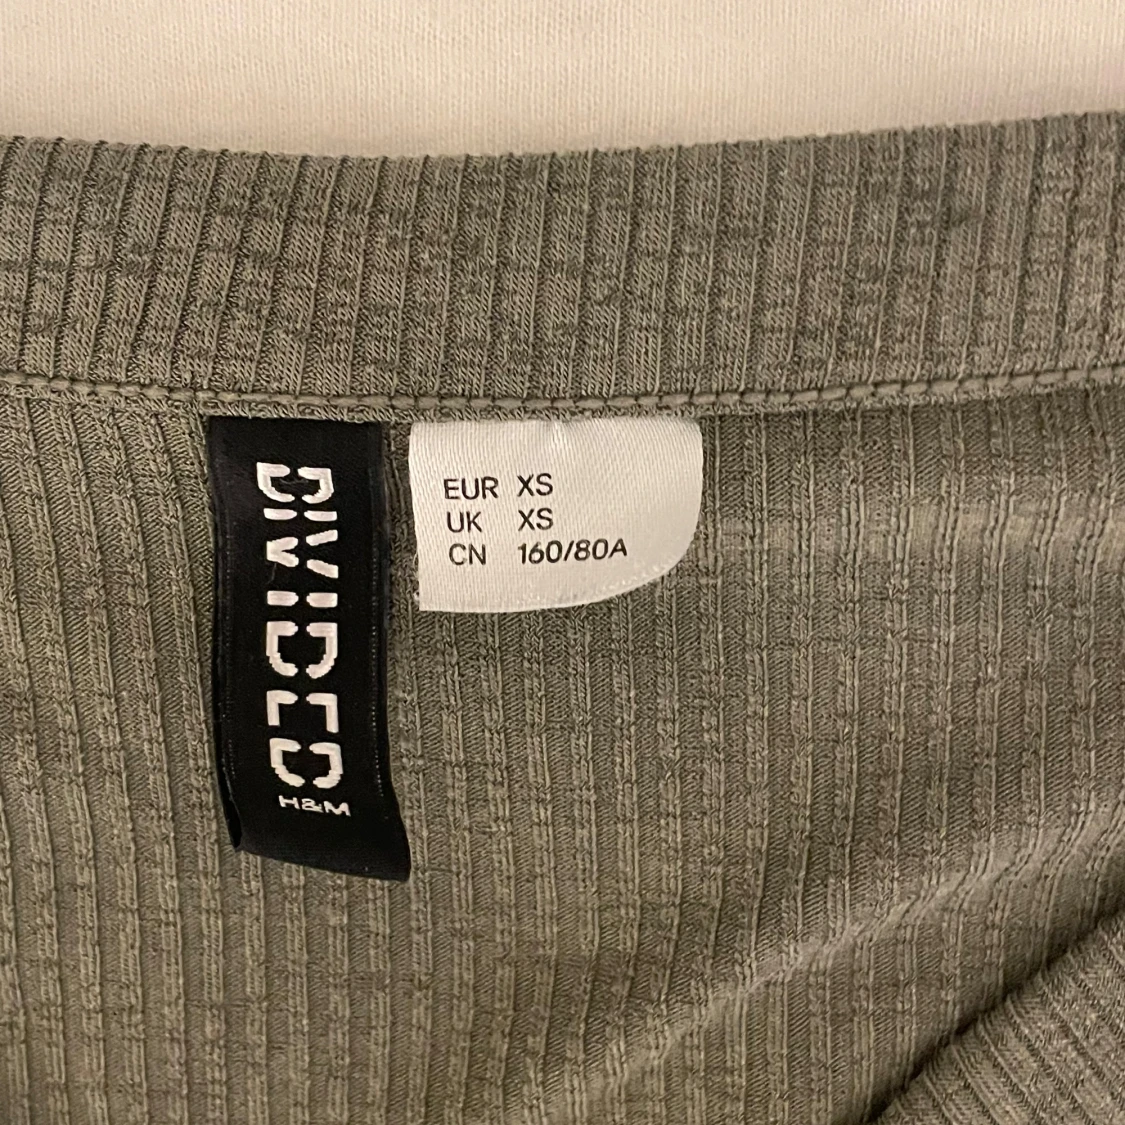 DIVIDED
H&M
EUR XS
UK XS
CN 160/80A